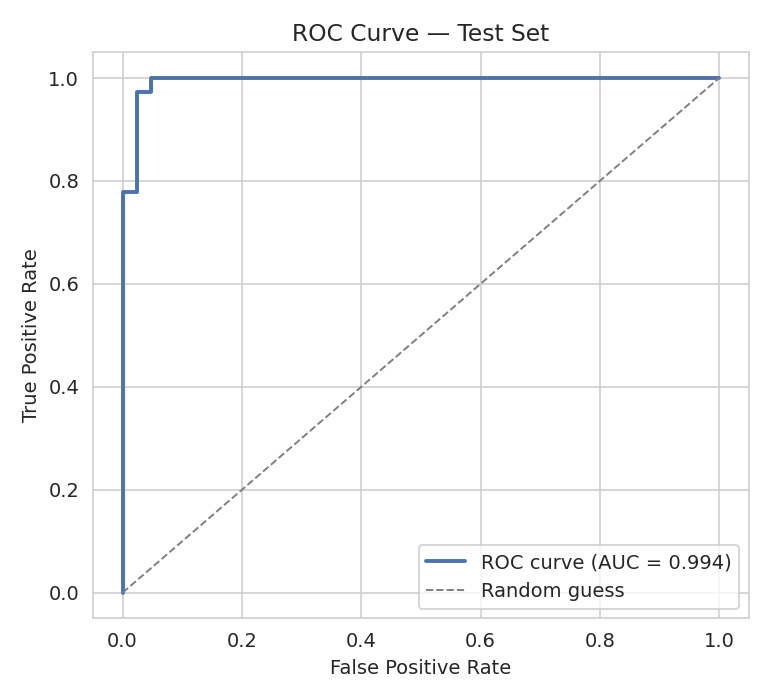 ROC Curve — Test Set
True Positive Rate
1.0
0.8
0.6
0.4
0.2
0.0
ROC curve (AUC = 0.994)
Random guess
0.0 0.2 0.4 0.6 0.8 1.0
False Positive Rate